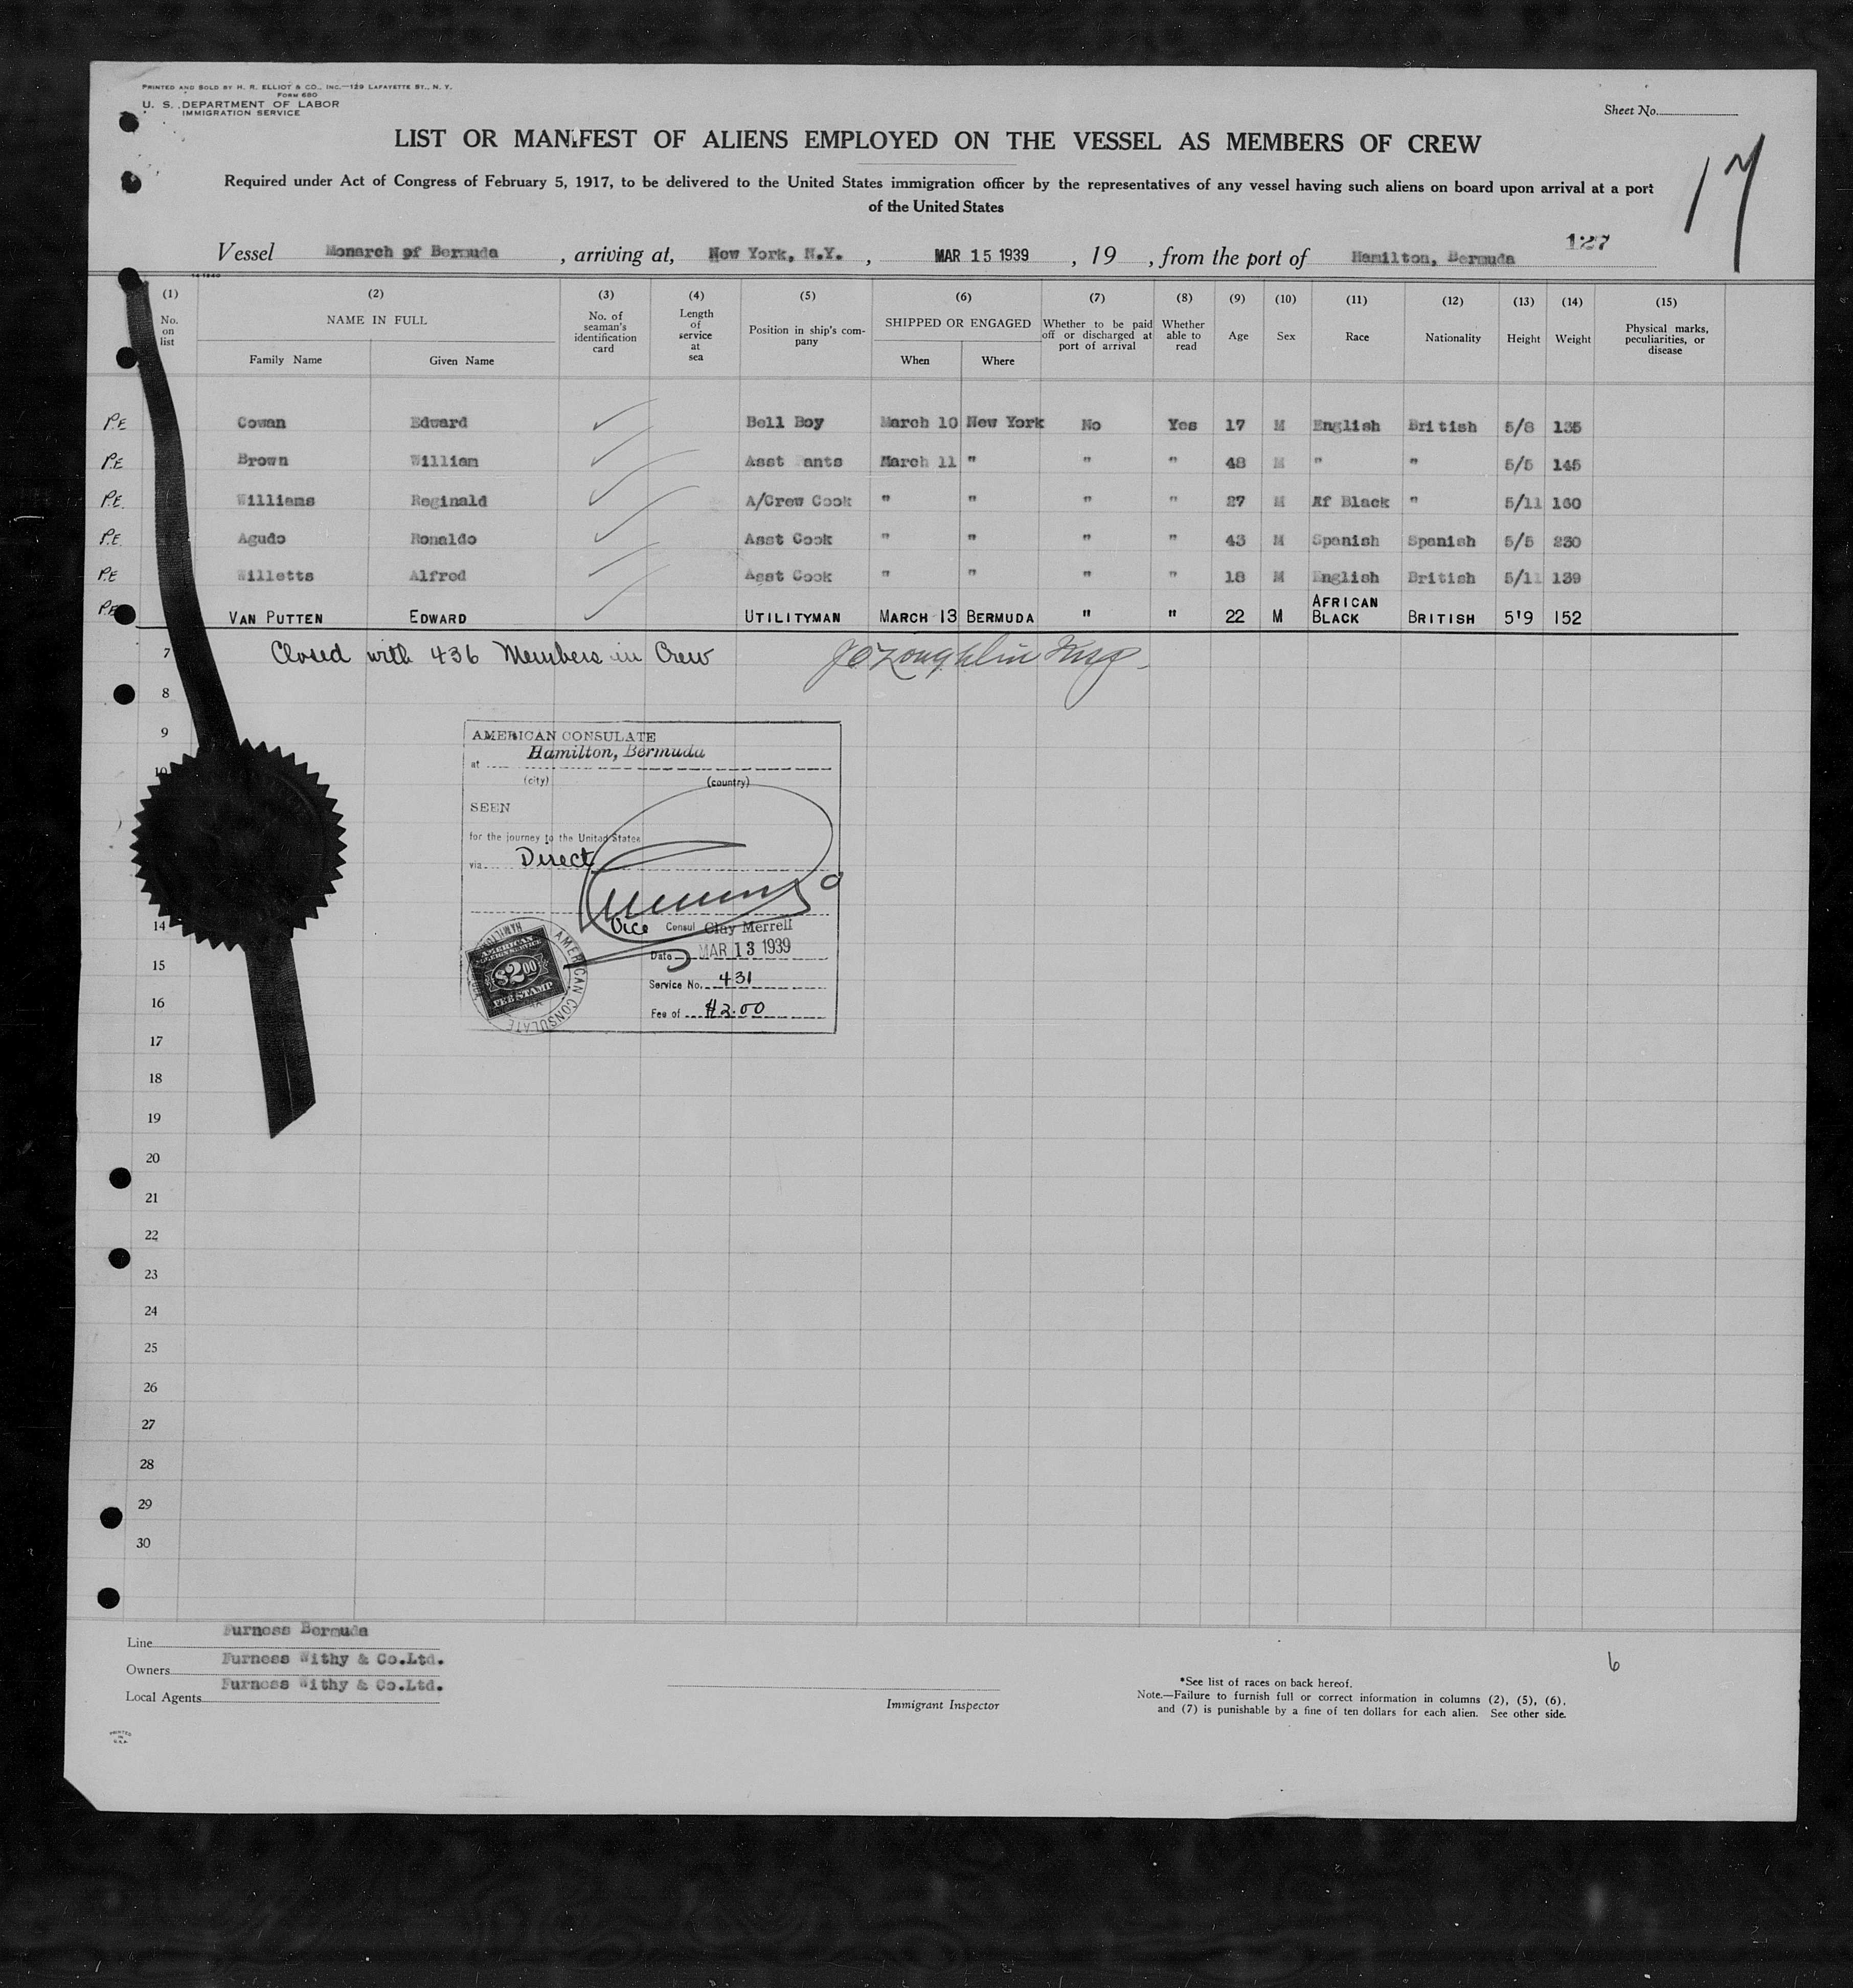 PRINTED AND SOLD BY H. R. ELLIOT & CO., INC.—129 LAFAYETTE ST., N. Y.
FORM 680
U. S. DEPARTMENT OF LABOR
IMMIGRATION SERVICE
Sheet No.
LIST OR MANIFEST OF ALIENS EMPLOYED ON THE VESSEL AS MEMBERS OF CREW
17
Required under Act of Congress of February 5, 1917, to be delivered to the United States immigration officer by the representatives of any vessel having such aliens on board upon arrival at a port
of the United States
127
Vessel Monarch of Bermuda, arriving at, New York, N.Y., MAR 15 1939, 19, from the port of Hamilton, Bermuda
(1) (2) (3) (4) (5) (6) (7) (8) (9) (10) (11) (12) (13) (14) (15)
No. on list NAME IN FULL Family Name Given Name No. of seaman's identification card Length of service at sea Position in ship's company SHIPPED OR ENGAGED When Where Whether to be paid off or discharged at port of arrival Whether able to read Age Sex Race Nationality Height Weight Physical marks, peculiarities, or disease
P.E Cowan Edward Bell Boy March 10 New York No Yes 17 M English British 5/8 135
P.E Brown William Asst Pants March 11 " " " 48 M " " 5/5 145
P.E. Williams Reginald A/Crew Cook " " " " 27 M Af Black " 5/11 160
P.E. Agudo Ronaldo Asst Cook " " " " 43 M Spanish Spanish 5/5 230
P.E Willetts Alfred Asst Cook " " " " 18 M English British 5/11 139
P.E VAN PUTTEN EDWARD UTILITYMAN MARCH 13 BERMUDA " " 22 M AFRICAN BLACK BRITISH 5'9 152
7 Closed with 436 Members in Crew J O'Loughlin Insp.
8
9
10
14
15
16
17
18
19
20
21
22
23
24
25
26
27
28
29
30
AMERICAN CONSULATE
at Hamilton, Bermuda
(city) (country)
SEEN
for the journey to the United States
via Direct
Vice Consul Clay Merrell
Date MAR 13 1939
Service No. 431
Fee of $2.00
AMERICAN FOREIGN SERVICE
$2.00
FEE STAMP
AMERICAN CONSULATE
HAMILTON
Line Furness Bermuda
Owners Furness Withy & Co.Ltd.
Local Agents Furness Withy & Co.Ltd.
Immigrant Inspector
6
*See list of races on back hereof.
Note.—Failure to furnish full or correct information in columns (2), (5), (6),
and (7) is punishable by a fine of ten dollars for each alien. See other side.
PRINTED
IN
U.S.A.